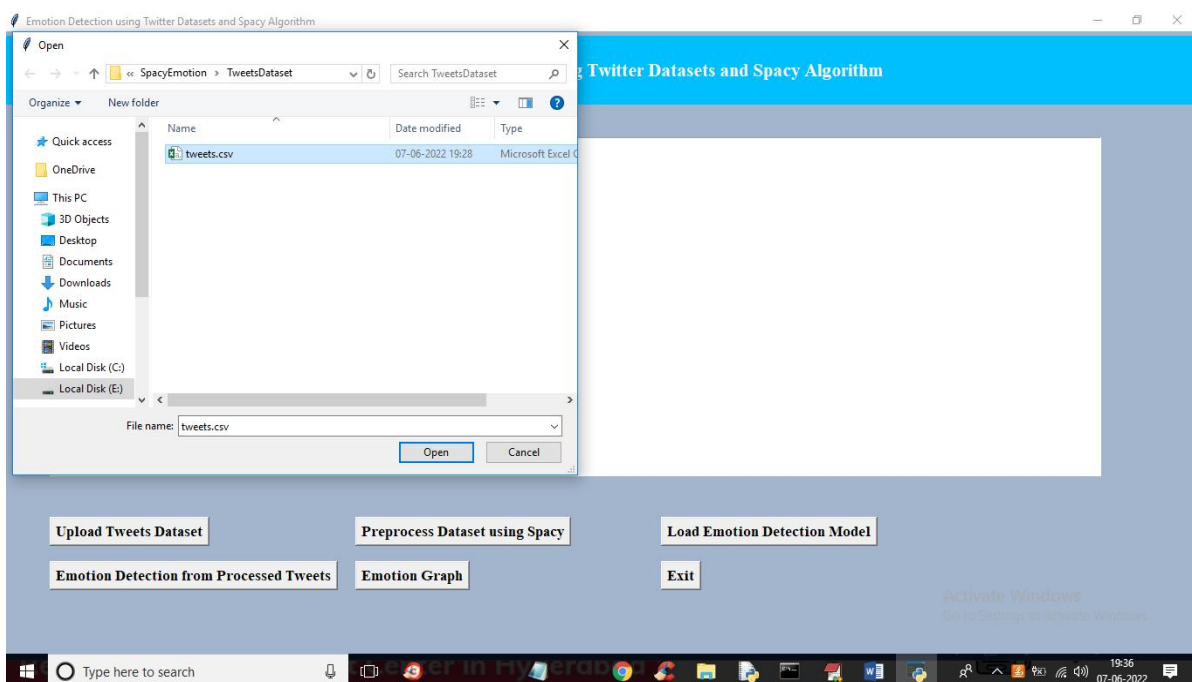 Emotion Detection using Twitter Datasets and Spacy Algorithm
Open
Twitter Datasets and Spacy Algorithm
« SpacyEmotion > TweetsDataset
Search TweetsDataset
Organize
New folder
Name
Date modified
Type
tweets.csv
07-06-2022 19:28
Microsoft Excel C
Quick access
OneDrive
This PC
3D Objects
Desktop
Documents
Downloads
Music
Pictures
Videos
Local Disk (C:)
Local Disk (E:)
File name: tweets.csv
Open
Cancel
Upload Tweets Dataset
Preprocess Dataset using Spacy
Load Emotion Detection Model
Emotion Detection from Processed Tweets
Emotion Graph
Exit
Activate Windows
Go to Settings to activate Windows.
Type here to search
19:36
07-06-2022